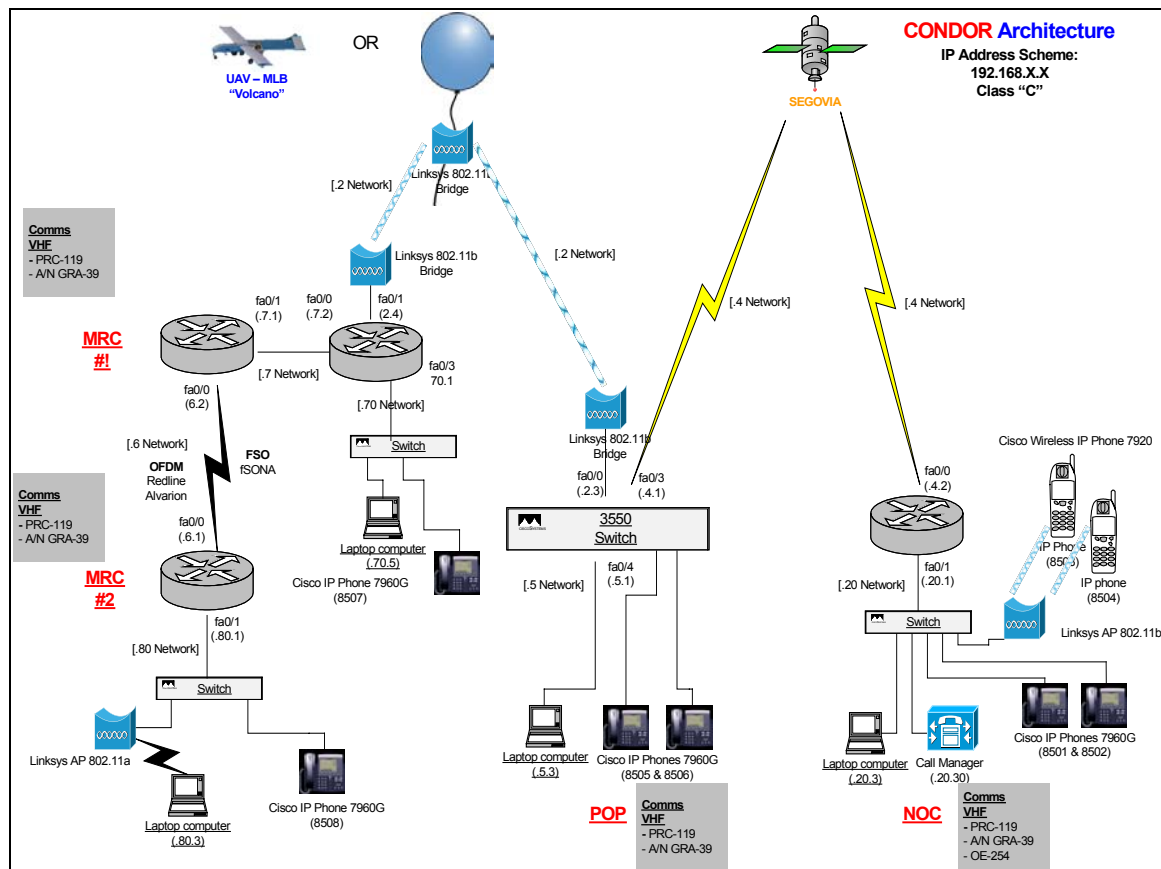 OR
CONDOR Architecture
IP Address Scheme:
192.168.X.X
Class “C”
UAV – MLB
“Volcano”
SEGOVIA
Linksys 802.11b
Bridge
[.2 Network]
[.2 Network]
Comms
VHF
- PRC-119
- A/N GRA-39
Linksys 802.11b
Bridge
[.4 Network]
[.4 Network]
fa0/1
(.7.1)
fa0/0
(.7.2)
fa0/1
(2.4)
MRC
#!
[.7 Network]
fa0/3
70.1
fa0/0
(6.2)
[.70 Network]
[.6 Network]
OFDM
Redline
Alvarion
FSO
fSONA
Switch
Linksys 802.11b
Bridge
Cisco Wireless IP Phone 7920
Comms
VHF
- PRC-119
- A/N GRA-39
fa0/0
(.6.1)
fa0/0
(.2.3)
fa0/3
(.4.1)
fa0/0
(.4.2)
CISCO SYSTEMS
3550
Switch
Laptop computer
(.70.5)
Cisco IP Phone 7960G
(8507)
IP Phone
IP phone
(8504)
MRC
#2
[.5 Network]
fa0/4
(.5.1)
fa0/1
(.20.1)
[.20 Network]
fa0/1
(.80.1)
Switch
Linksys AP 802.11b
[.80 Network]
Switch
Linksys AP 802.11a
Laptop computer
(.5.3)
Cisco IP Phones 7960G
(8505 & 8506)
Laptop computer
(.20.3)
Call Manager
(.20.30)
Cisco IP Phones 7960G
(8501 & 8502)
Cisco IP Phone 7960G
(8508)
Laptop computer
(.80.3)
POP
Comms
VHF
- PRC-119
- A/N GRA-39
NOC
Comms
VHF
- PRC-119
- A/N GRA-39
- OE-254